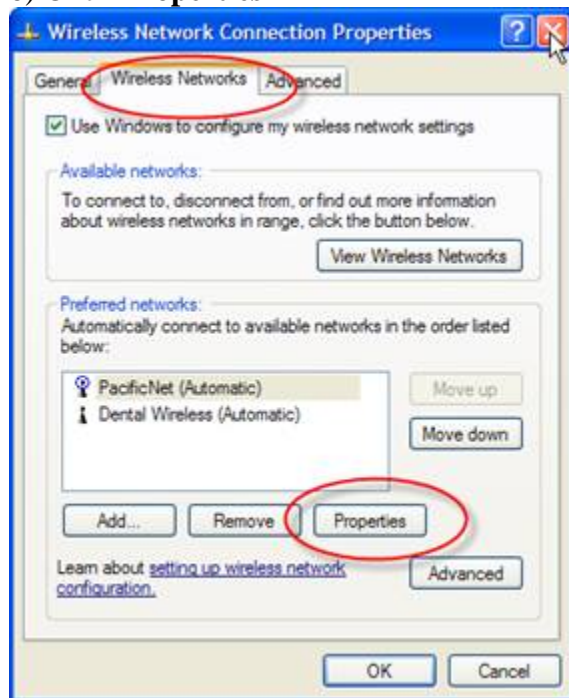 Wireless Network Connection Properties
General Wireless Networks Advanced
Use Windows to configure my wireless network settings
Available networks:
To connect to, disconnect from, or find out more information
about wireless networks in range, click the button below.
View Wireless Networks
Preferred networks:
Automatically connect to available networks in the order listed
below:
PacificNet (Automatic)
Dental Wireless (Automatic)
Move up
Move down
Add... Remove Properties
Learn about setting up wireless network
configuration.
Advanced
OK Cancel